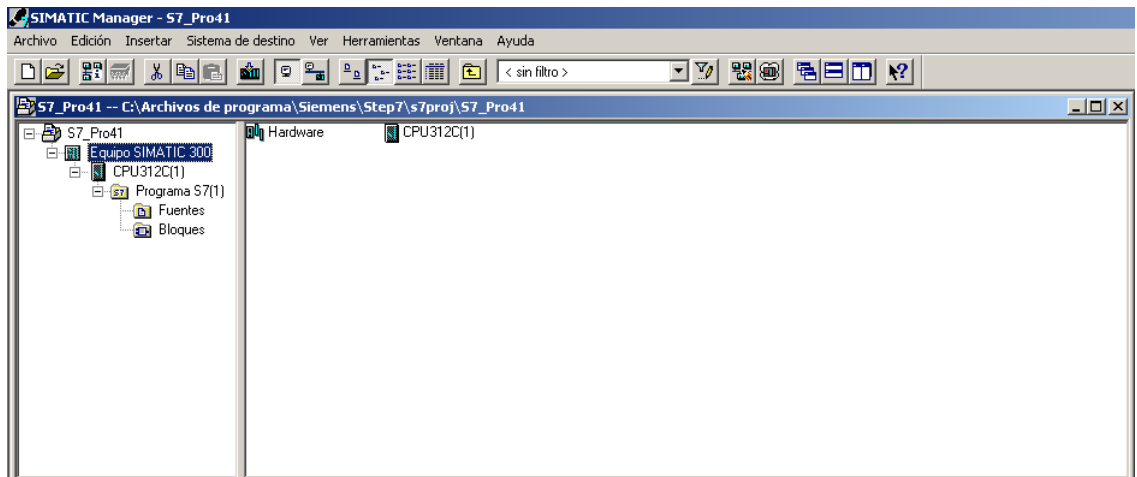 SIMATIC Manager - S7_Pro41
Archivo Edición Insertar Sistema de destino Ver Herramientas Ventana Ayuda
< sin filtro >
S7_Pro41 -- C:\Archivos de programa\Siemens\Step7\s7proj\S7_Pro41
S7_Pro41
Equipo SIMATIC 300
CPU312C(1)
Programa S7(1)
Fuentes
Bloques
Hardware
CPU312C(1)